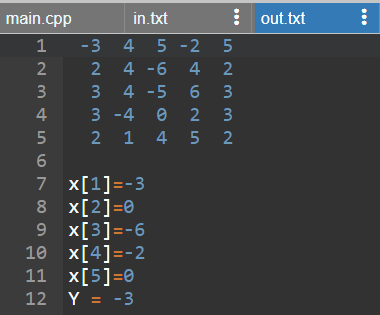 main.cpp in.txt out.txt
1 -3 4 5 -2 5
2 2 4 -6 4 2
3 3 4 -5 6 3
4 3 -4 0 2 3
5 2 1 4 5 2
6
7 x[1]=-3
8 x[2]=0
9 x[3]=-6
10 x[4]=-2
11 x[5]=0
12 Y = -3